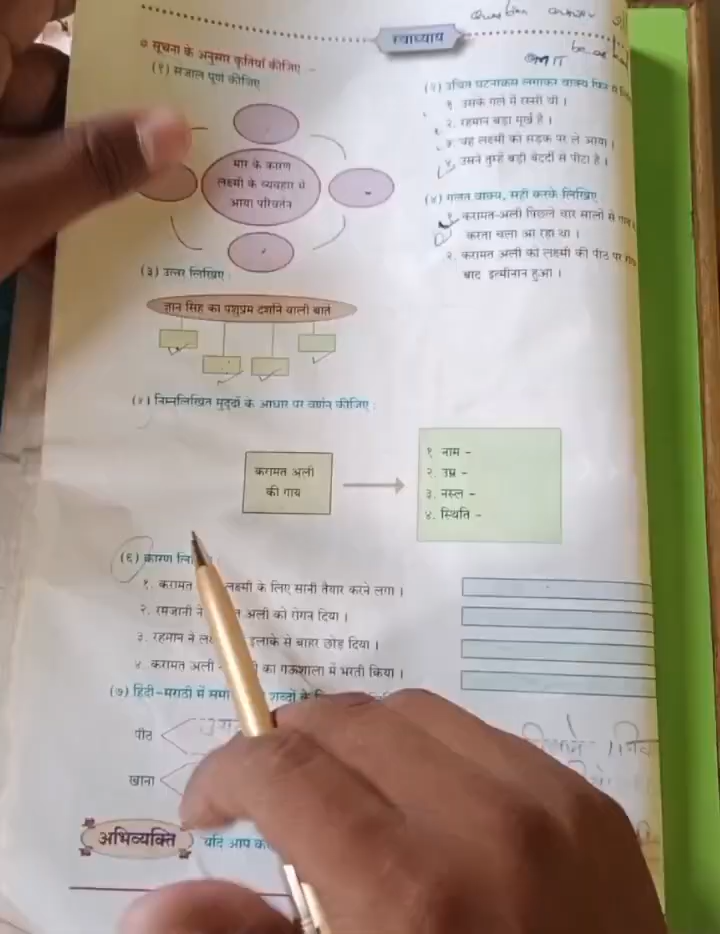 स्वाध्याय
सूचना के अनुसार कृतियाँ कीजिए -
(१) संजाल पूर्ण कीजिए
मार के कारण
लक्ष्मी के व्यवहार में
आया परिवर्तन
(३) उत्तर लिखिए :
ज्ञान सिंह का पशुप्रेम दर्शाने वाली बातें
(२) उचित घटनाक्रम लगाकर वाक्य फिर से
१. उसके गले में रस्सी थी ।
२. रहमान बड़ा मूर्ख है ।
३. वह लक्ष्मी को सड़क पर ले आया ।
४. उसने तुम्हें बड़ी बेदर्दी से पीटा है ।
(४) गलत वाक्य, सही करके लिखिए
१. करामत अली पिछले चार सालों से
करता चला आ रहा था ।
२. करामत अली को लक्ष्मी की पीठ पर
बाद इत्मीनान हुआ ।
(५) निम्नलिखित मुद्दों के आधार पर वर्णन कीजिए :
करामत अली
की गाय
१. नाम -
२. उम्र -
३. नस्ल -
४. स्थिति -
(६) कारण
१. करामत लक्ष्मी के लिए सानी तैयार करने लगा ।
२. रमजानी ने अली को रोगन दिया ।
३. रहमान ने इलाके से बाहर छोड़ दिया ।
४. करामत अली को गऊशाला में भरती किया ।
(७) हिंदी-मराठी में शब्दों के
पीठ
खाना
अभिव्यक्ति
यदि आप